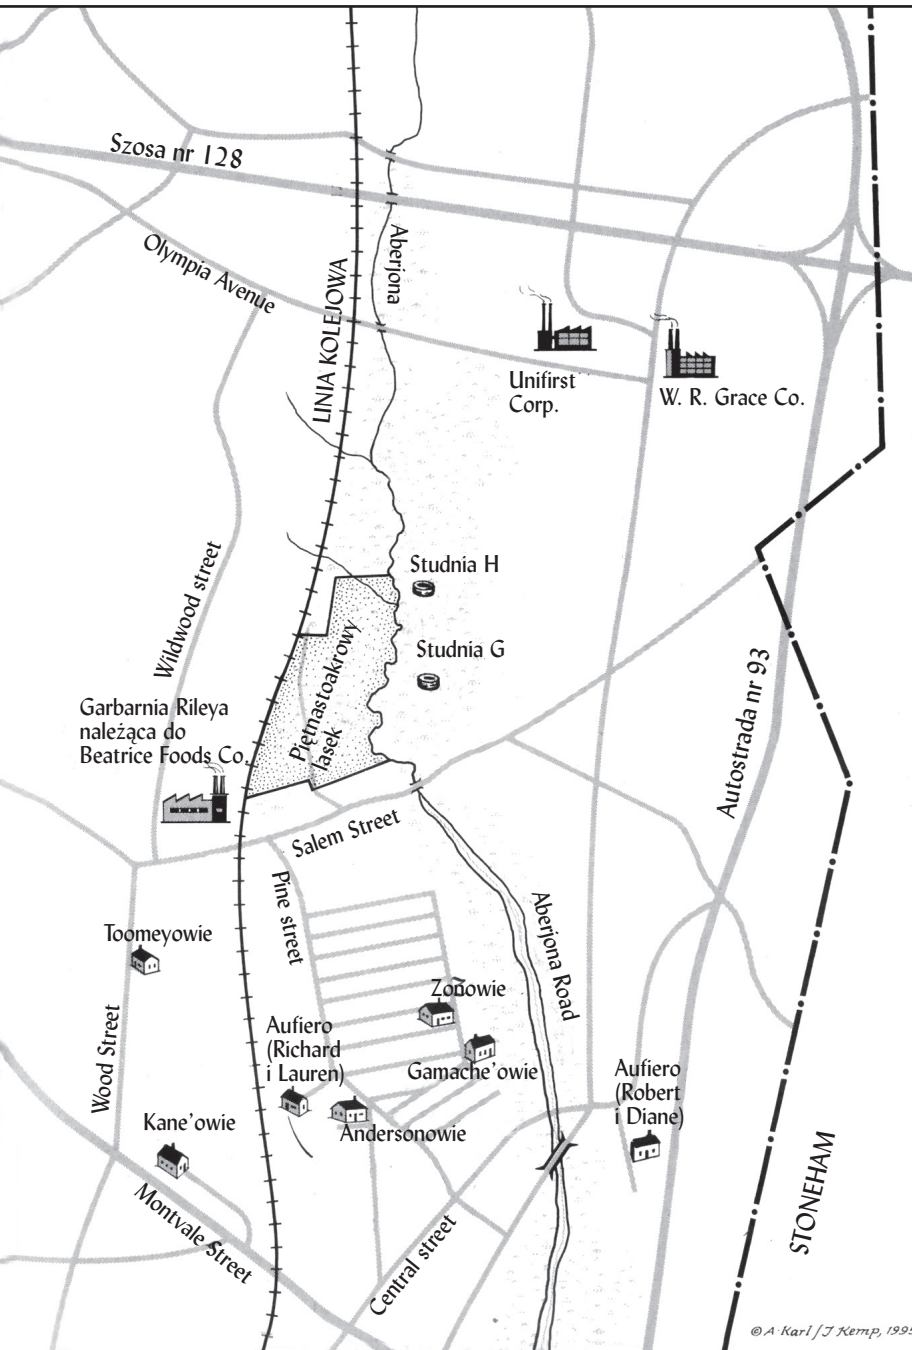 Szosa nr 128
Olympia Avenue
LINIA KOLEJOWA
Aberjona
Unifirst
Corp.
W. R. Grace Co.
Studnia H
Studnia G
Wildwood street
Piętnastoakrowy
lasek
Garbarnia Rileya
należąca do
Beatrice Foods Co.
Autostrada nr 93
Salem Street
Pine street
Aberjona Road
Toomeyowie
Zonowie
Wood Street
Aufiero
(Richard
i Lauren)
Gamache'owie
Aufiero
(Robert
i Diane)
Kane'owie
Andersonowie
Montvale Street
Central street
STONEHAM
© A. Karl / J. Kemp, 1995